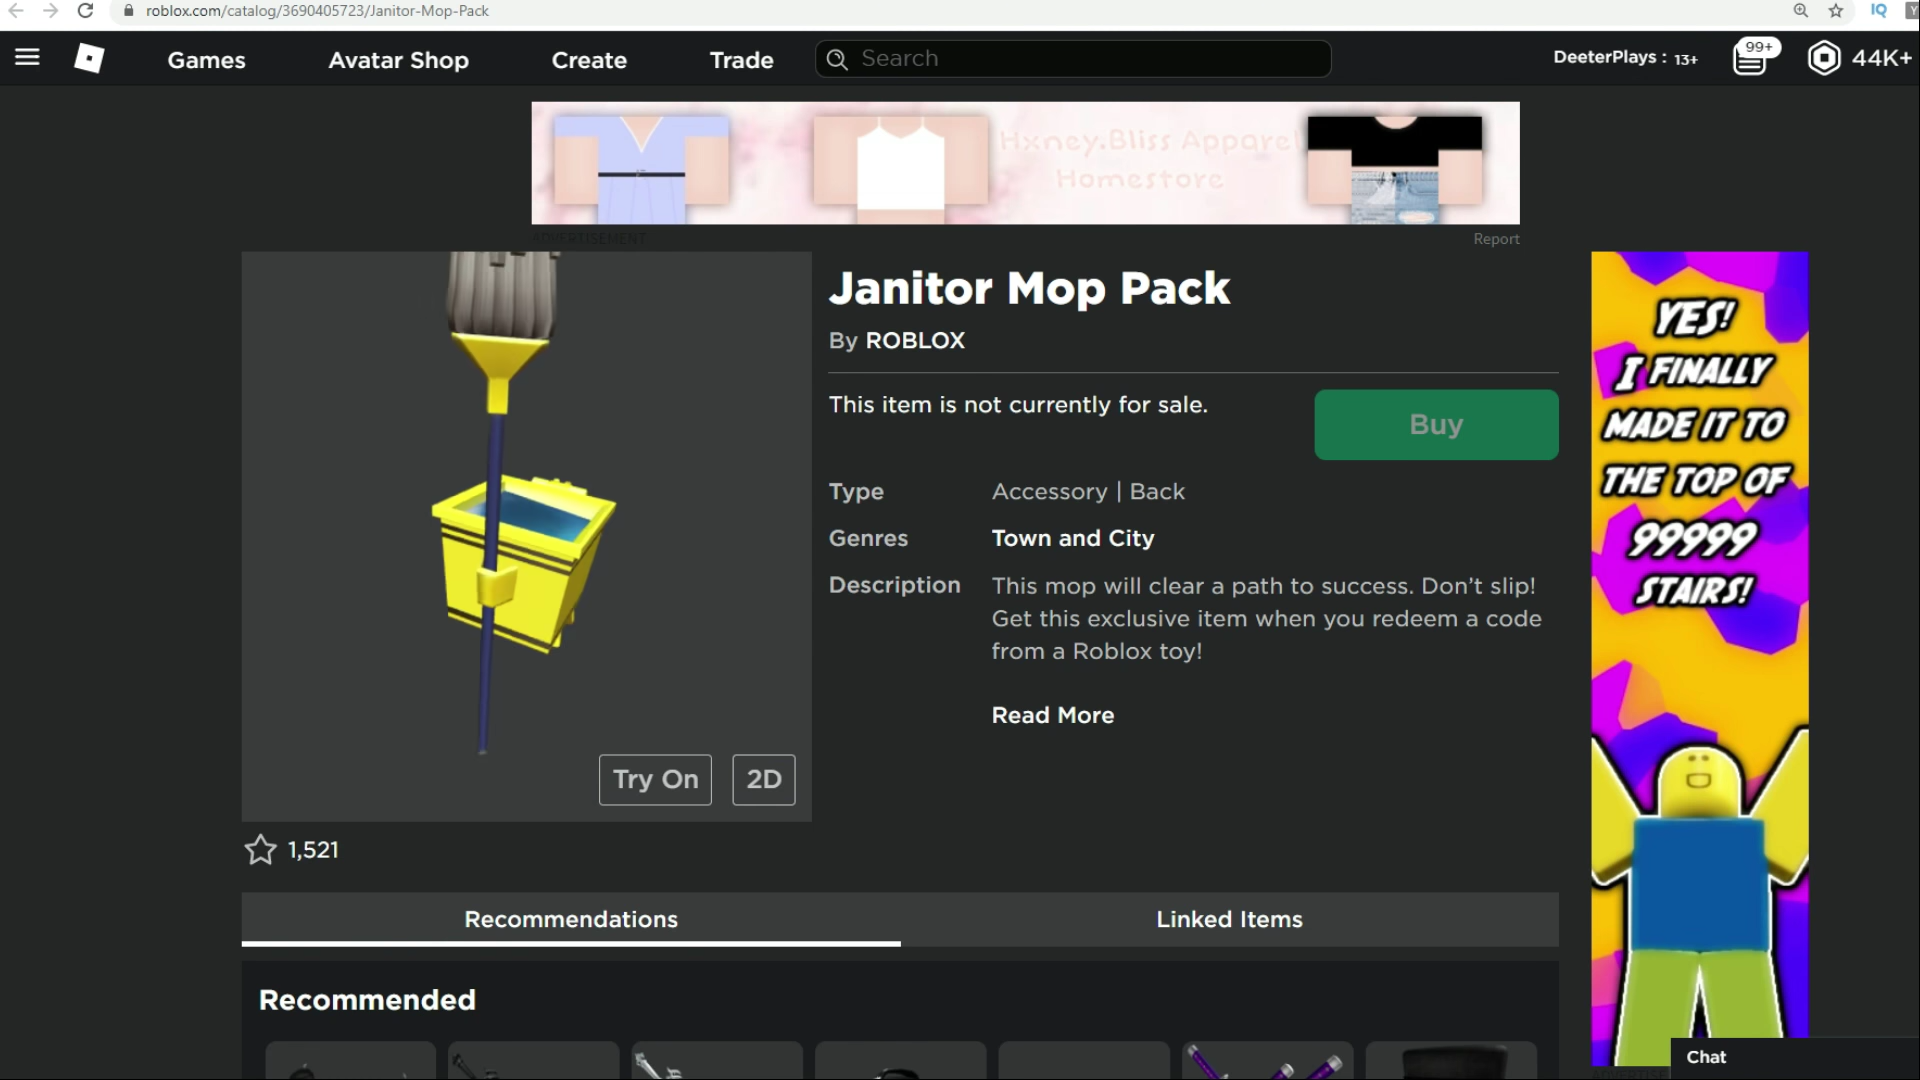 roblox.com/catalog/3690405723/Janitor-Mop-Pack
IQ
Y
Games
Avatar Shop
Create
Trade
Search
DeeterPlays : 13+
99+
44K+
Hxney.Bliss Apparel
Homestore
ADVERTISEMENT
Report
Janitor Mop Pack
By ROBLOX
This item is not currently for sale.
Buy
Type
Accessory | Back
Genres
Town and City
Description
This mop will clear a path to success. Don’t slip!
Get this exclusive item when you redeem a code
from a Roblox toy!
Read More
Try On
2D
1,521
YES!
I FINALLY
MADE IT TO
THE TOP OF
99999
STAIRS!
Recommendations
Linked Items
Recommended
Chat